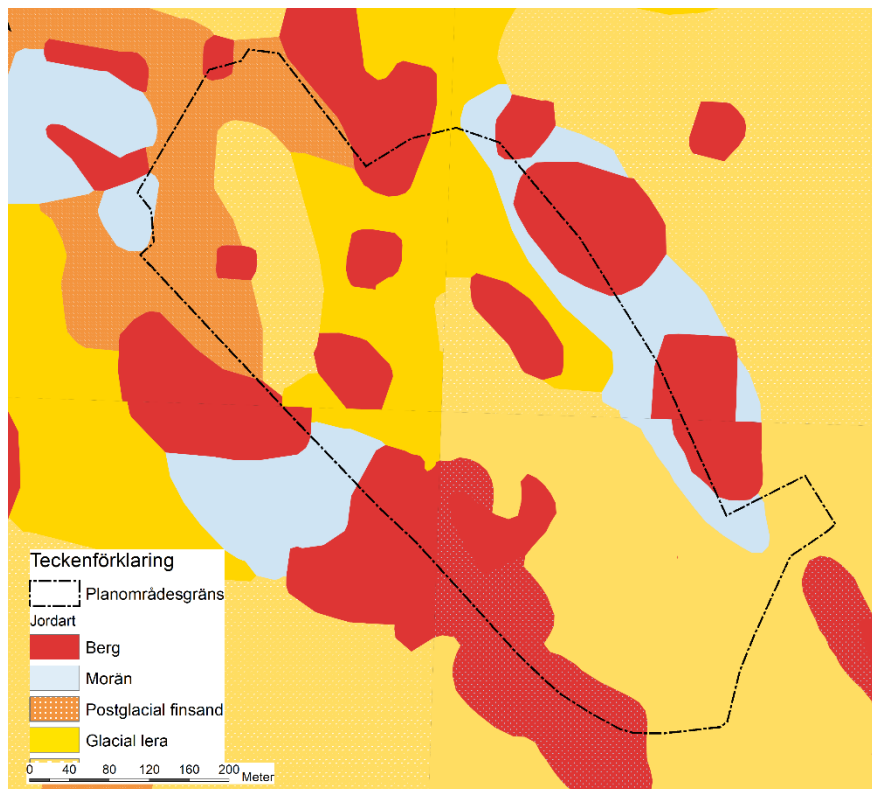 Teckenförklaring
Planområdesgräns
Jordart
Berg
Morän
Postglacial finsand
Glacial lera
0 40 80 120 160 200
Meter